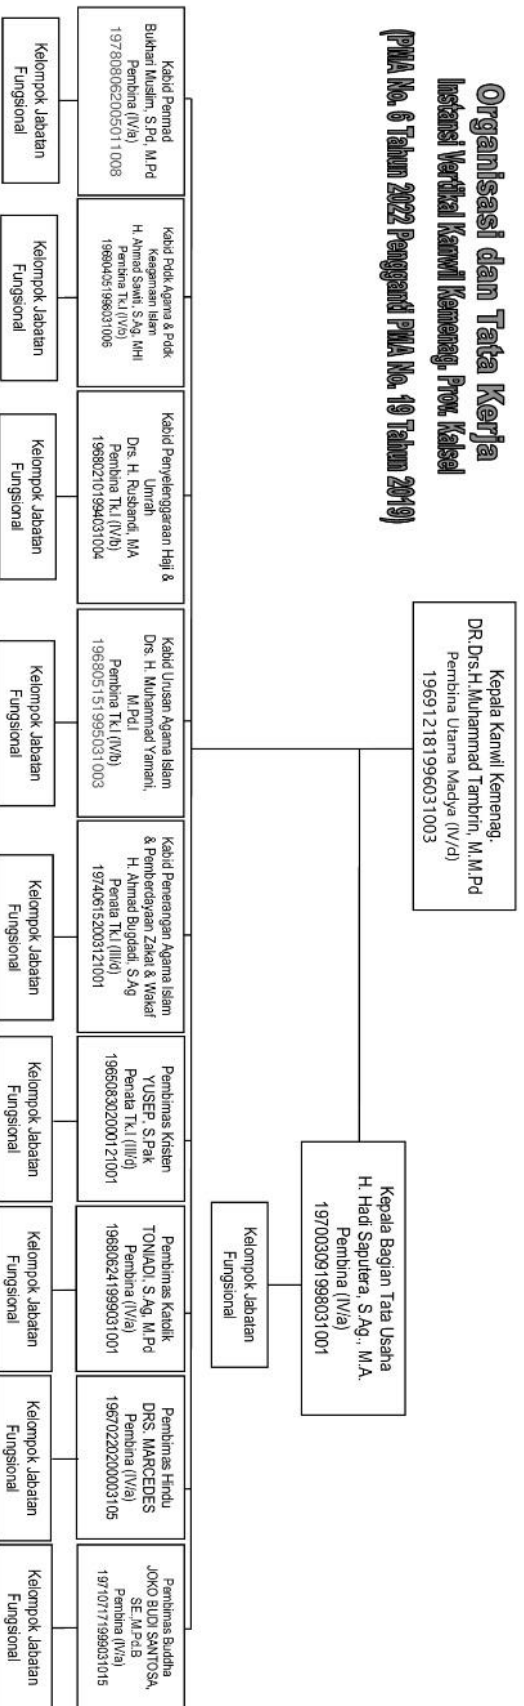 Organisasi dan Tata Kerja
Instansi Vertikal Kanwil Kemenag. Prov. Kalsel
(PMA No. 6 Tahun 2022 Pengganti PMA No. 19 Tahun 2019)
Kepala Kanwil Kemenag.
DR.Drs.H.Muhammad Tambrin, M.M.Pd
Pembina Utama Madya (IV/d)
196912181996031003
Kepala Bagian Tata Usaha
H. Hadi Saputera, S.Ag., M.A.
Pembina (IV/a)
197003091998031001
Kelompok Jabatan
Fungsional
Kabid Penmad
Bukhari Muslim, S.Pd, M.Pd
Pembina (IV/a)
197808062005011008
Kabid Pddk Agama & Pddk
Keagamaan Islam
H. Ahmad Sawiti, S.Ag, MHI
Pembina Tk.I (IV/b)
196904051996031006
Kabid Penyelenggaraan Haji &
Umrah
Drs. H. Rusbandi, MA
Pembina Tk.I (IV/b)
196802101994031004
Kabid Urusan Agama Islam
Drs. H. Muhammad Yamani,
M.Pd.I
Pembina Tk.I (IV/b)
196805151995031003
Kabid Penerangan Agama Islam
& Pemberdayaan Zakat & Wakaf
H. Ahmad Bugdadi, S.Ag
Penata Tk.I (III/d)
197406152003121001
Pembimas Kristen
YUSEP, S.Pak
Penata Tk.I (III/d)
196508302000121001
Pembimas Katolik
TONIADI, S.Ag, M.Pd
Pembina (IV/a)
196806241999031001
Pembimas Hindu
DRS. MARCEDES
Pembina (IV/a)
19670220200003105
Pembimas Buddha
JOKO BUDI SANTOSA,
SE.,M.Pd.B
Pembina (IV/a)
197107171999031015
Kelompok Jabatan
Fungsional
Kelompok Jabatan
Fungsional
Kelompok Jabatan
Fungsional
Kelompok Jabatan
Fungsional
Kelompok Jabatan
Fungsional
Kelompok Jabatan
Fungsional
Kelompok Jabatan
Fungsional
Kelompok Jabatan
Fungsional
Kelompok Jabatan
Fungsional